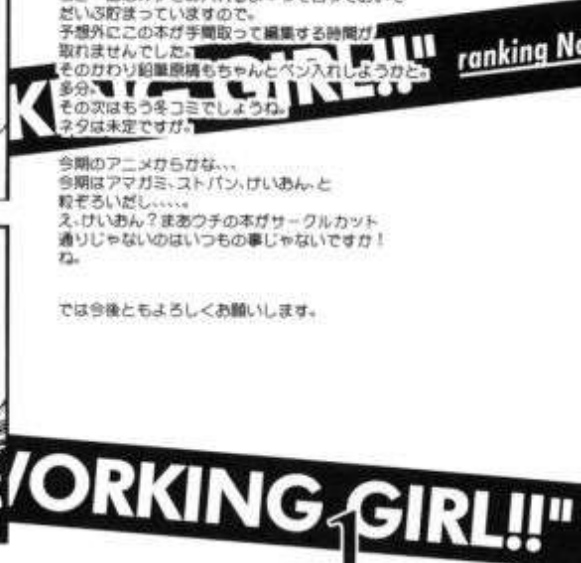 だいぶ貯まっていますので。
予想外にこの本が手間取って編集する時間が
取れませんでした。
そのかわり鉛筆原稿もちゃんとペン入れしようかと。
多分。
その次はもう冬コミでしょうね。
ネタは未定ですが。
KING GIRL!!"
ranking No
今期のアニメからかな、、、
今期はアマガミ、ストパン、けいおん、と
粒ぞろいだし、、、、。
え、けいおん？まあウチの本がサークルカット
通りじゃないのはいつもの事じゃないですか！
ね。
では今後ともよろしくお願いします。
WORKING GIRL!!"
1